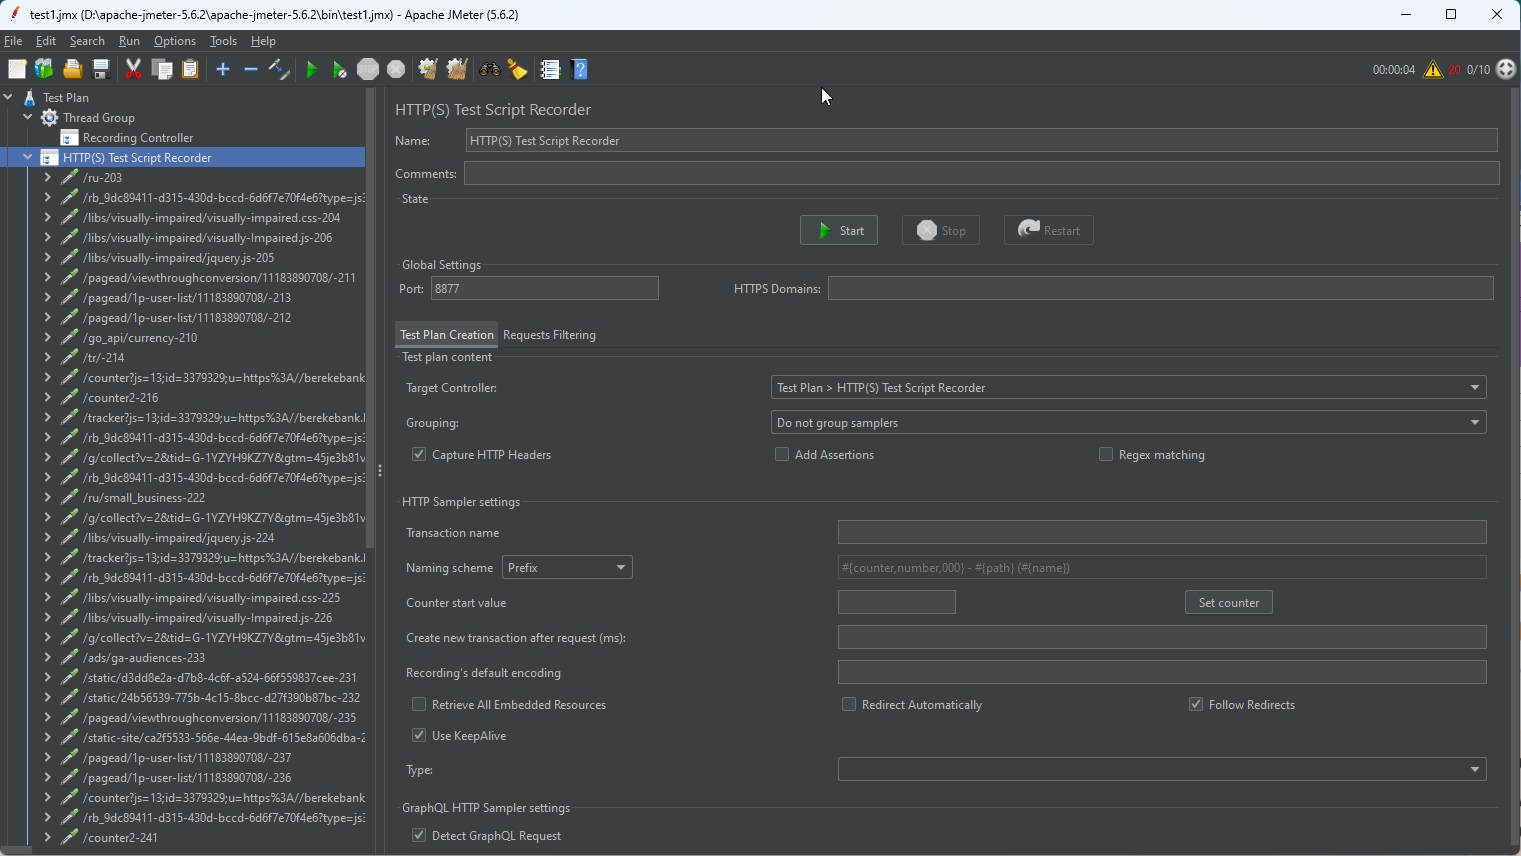 test1.jmx (D:\apache-jmeter-5.6.2\apache-jmeter-5.6.2\bin\test1.jmx) - Apache JMeter (5.6.2)
File Edit Search Run Options Tools Help
00:00:04 20 0/10
Test Plan
Thread Group
Recording Controller
HTTP(S) Test Script Recorder
/ru-203
/rb_9dc89411-d315-430d-bccd-6d6f7e70f4e6?type=js3
/libs/visually-impaired/visually-impaired.css-204
/libs/visually-impaired/visually-Impaired.js-206
/libs/visually-impaired/jquery.js-205
/pagead/viewthroughconversion/11183890708/-211
/pagead/1p-user-list/11183890708/-213
/pagead/1p-user-list/11183890708/-212
/go_api/currency-210
/tr/-214
/counter?js=13;id=3379329;u=https%3A//berekebank
/counter2-216
/tracker?js=13;id=3379329;u=https%3A//berekebank.
/rb_9dc89411-d315-430d-bccd-6d6f7e70f4e6?type=js3
/g/collect?v=2&tid=G-1YZYH9KZ7Y&gtm=45je3b81v
/rb_9dc89411-d315-430d-bccd-6d6f7e70f4e6?type=js3
/ru/small_business-222
/g/collect?v=2&tid=G-1YZYH9KZ7Y&gtm=45je3b81v
/libs/visually-impaired/jquery.js-224
/tracker?js=13;id=3379329;u=https%3A//berekebank.
/rb_9dc89411-d315-430d-bccd-6d6f7e70f4e6?type=js3
/libs/visually-impaired/visually-impaired.css-225
/libs/visually-impaired/visually-Impaired.js-226
/g/collect?v=2&tid=G-1YZYH9KZ7Y&gtm=45je3b81v
/ads/ga-audiences-233
/static/d3dd8e2a-d7b8-4c6f-a524-66f559837cee-231
/static/24b56539-775b-4c15-8bcc-d27f390b87bc-232
/pagead/viewthroughconversion/11183890708/-235
/static-site/ca2f5533-566e-44ea-9bdf-615e8a606dba-2
/pagead/1p-user-list/11183890708/-237
/pagead/1p-user-list/11183890708/-236
/counter?js=13;id=3379329;u=https%3A//berekebank
/rb_9dc89411-d315-430d-bccd-6d6f7e70f4e6?type=js3
/counter2-241
HTTP(S) Test Script Recorder
Name: HTTP(S) Test Script Recorder
Comments:
State
Start Stop Restart
Global Settings
Port: 8877 HTTPS Domains:
Test Plan Creation Requests Filtering
Test plan content
Target Controller: Test Plan > HTTP(S) Test Script Recorder
Grouping: Do not group samplers
Capture HTTP Headers Add Assertions Regex matching
HTTP Sampler settings
Transaction name
Naming scheme Prefix #{counter,number,000} - #{path} (#{name})
Counter start value Set counter
Create new transaction after request (ms):
Recording's default encoding
Retrieve All Embedded Resources Redirect Automatically Follow Redirects
Use KeepAlive
Type:
GraphQL HTTP Sampler settings
Detect GraphQL Request